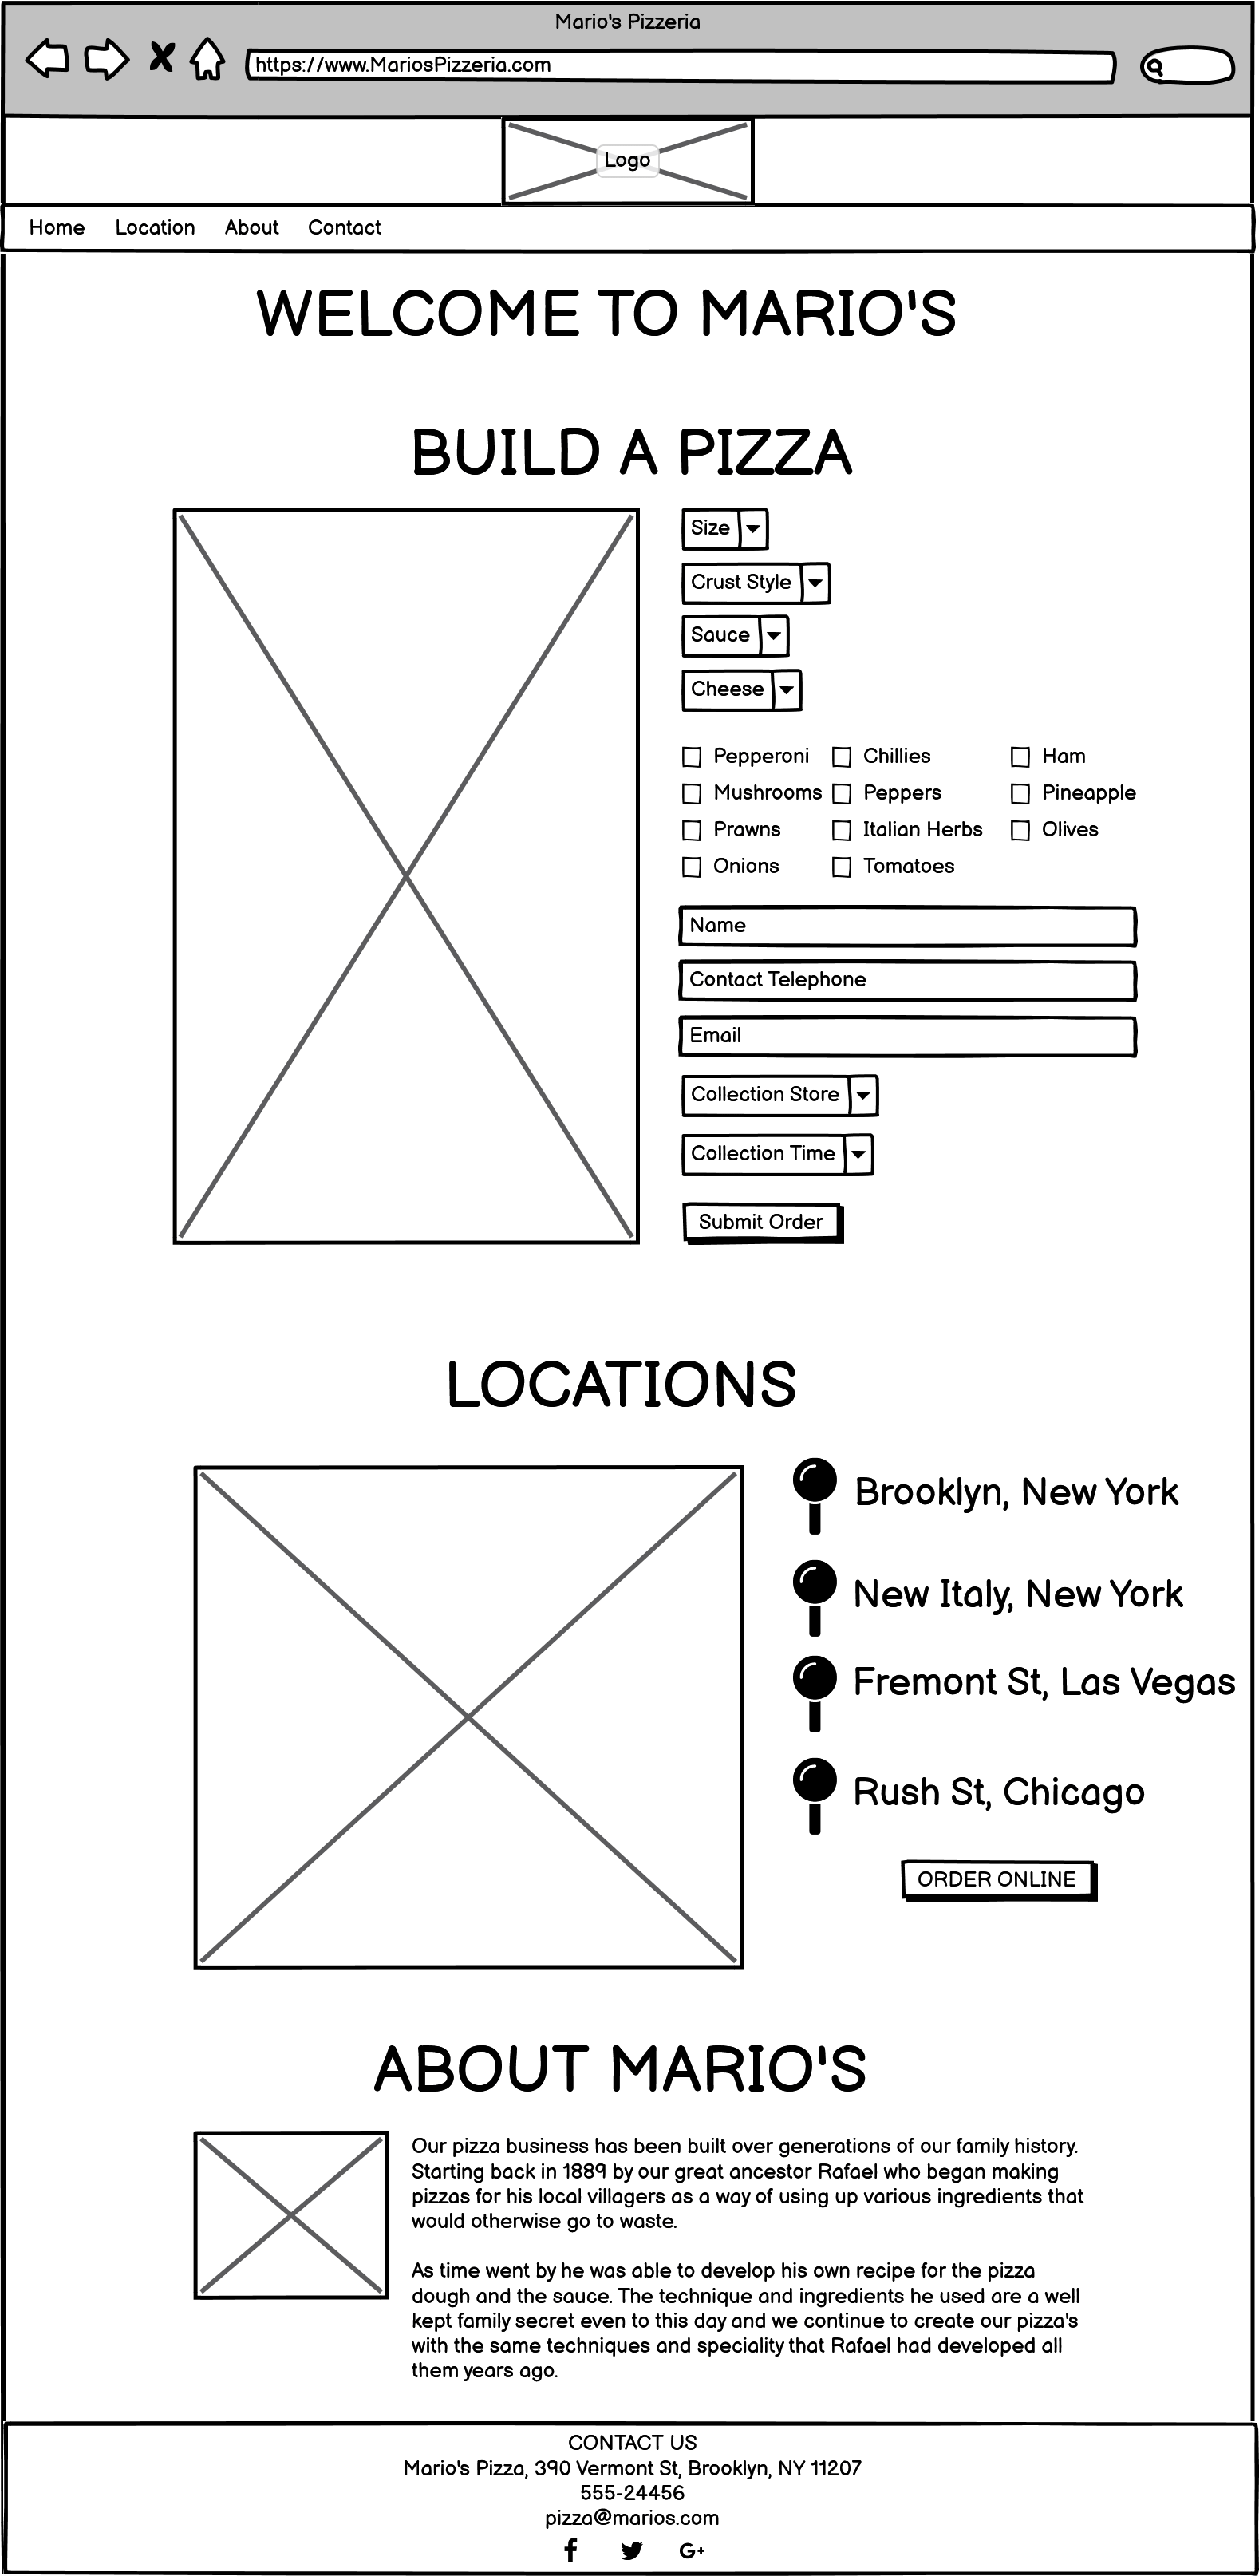 Mario's Pizzeria
https://www.MariosPizzeria.com
Logo
Home Location About Contact
WELCOME TO MARIO'S
BUILD A PIZZA
Size
Crust Style
Sauce
Cheese
Pepperoni Chillies Ham
Mushrooms Peppers Pineapple
Prawns Italian Herbs Olives
Onions Tomatoes
Name
Contact Telephone
Email
Collection Store
Collection Time
Submit Order
LOCATIONS
Brooklyn, New York
New Italy, New York
Fremont St, Las Vegas
Rush St, Chicago
ORDER ONLINE
ABOUT MARIO'S
Our pizza business has been built over generations of our family history.
Starting back in 1889 by our great ancestor Rafael who began making
pizzas for his local villagers as a way of using up various ingredients that
would otherwise go to waste.
As time went by he was able to develop his own recipe for the pizza
dough and the sauce. The technique and ingredients he used are a well
kept family secret even to this day and we continue to create our pizza's
with the same techniques and speciality that Rafael had developed all
them years ago.
CONTACT US
Mario's Pizza, 390 Vermont St, Brooklyn, NY 11207
555-24456
pizza@marios.com
G+